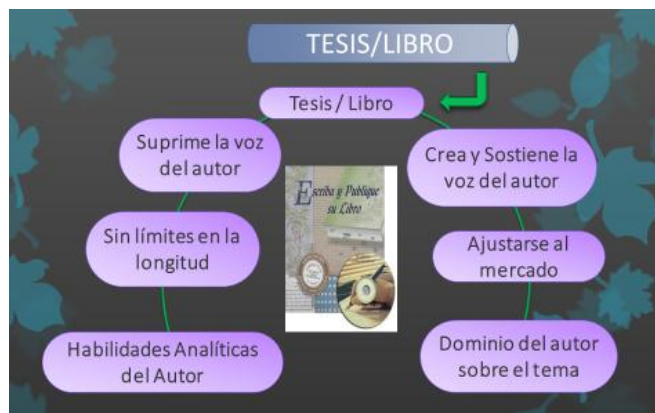 TESIS/LIBRO
Tesis / Libro
Suprime la voz
del autor
Sin límites en la
longitud
Habilidades Analíticas
del Autor
Escriba y Publique
su Libro
Crea y Sostiene la
voz del autor
Ajustarse al
mercado
Dominio del autor
sobre el tema